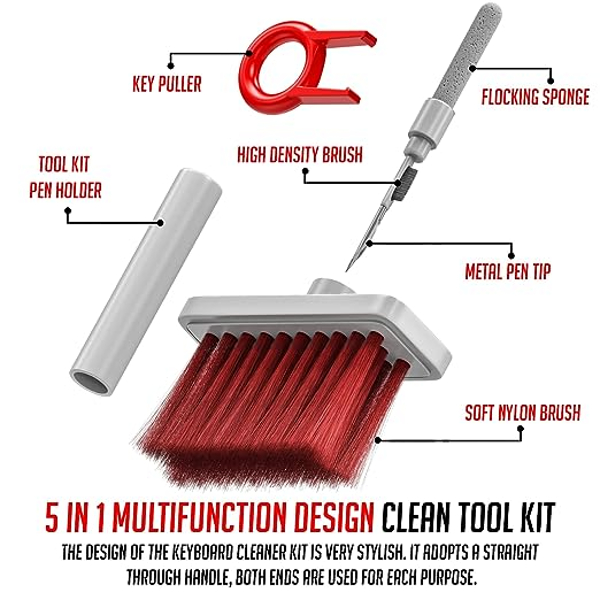 KEY PULLER
FLOCKING SPONGE
HIGH DENSITY BRUSH
TOOL KIT
PEN HOLDER
METAL PEN TIP
SOFT NYLON BRUSH
5 IN 1 MULTIFUNCTION DESIGN CLEAN TOOL KIT
THE DESIGN OF THE KEYBOARD CLEANER KIT IS VERY STYLISH. IT ADOPTS A STRAIGHT
THROUGH HANDLE, BOTH ENDS ARE USED FOR EACH PURPOSE.